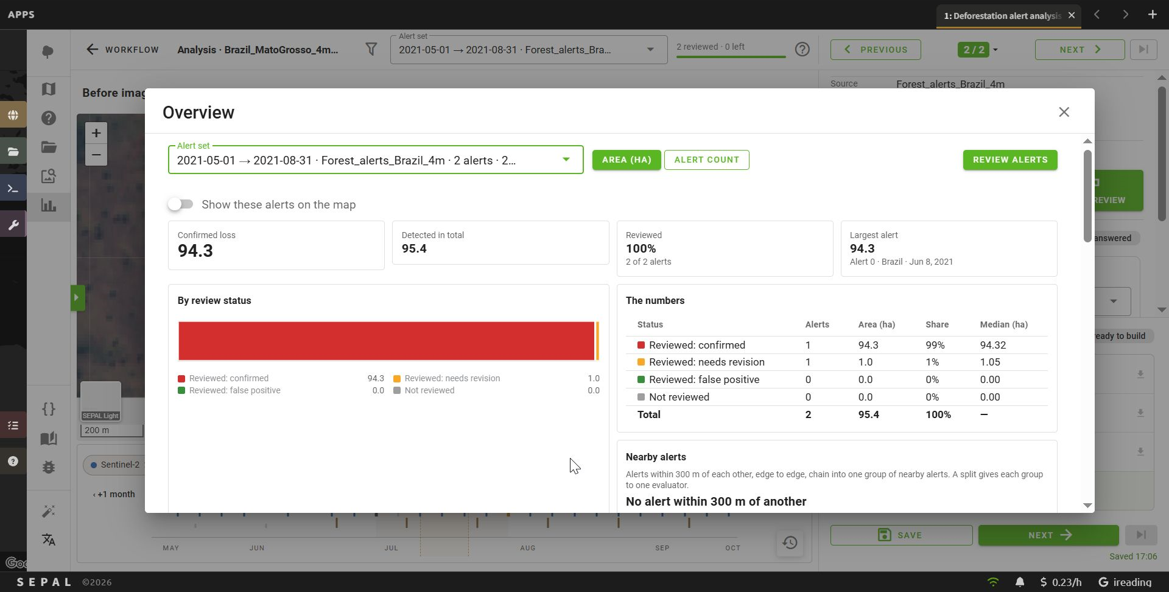 APPS
1: Deforestation alert analysis
WORKFLOW
Analysis · Brazil_MatoGrosso_4m...
Alert set
2021-05-01 → 2021-08-31 · Forest_alerts_Bra...
2 reviewed · 0 left
PREVIOUS
2 / 2
NEXT
Before imag
Source
Forest_alerts_Brazil_4m
Overview
Alert set
2021-05-01 → 2021-08-31 · Forest_alerts_Brazil_4m · 2 alerts · 2...
AREA (HA)
ALERT COUNT
REVIEW ALERTS
Show these alerts on the map
Confirmed loss
94.3
Detected in total
95.4
Reviewed
100%
2 of 2 alerts
Largest alert
94.3
Alert 0 · Brazil · Jun 8, 2021
By review status
Reviewed: confirmed 94.3
Reviewed: needs revision 1.0
Reviewed: false positive 0.0
Not reviewed 0.0
The numbers
Status Alerts Area (ha) Share Median (ha)
Reviewed: confirmed 1 94.3 99% 94.32
Reviewed: needs revision 1 1.0 1% 1.05
Reviewed: false positive 0 0.0 0% 0.00
Not reviewed 0 0.0 0% 0.00
Total 2 95.4 100% —
Nearby alerts
Alerts within 300 m of each other, edge to edge, chain into one group of nearby alerts. A split gives each group
to one evaluator.
No alert within 300 m of another
REVIEW
answered
eady to build
SEPAL Light
200 m
Sentinel-2
‹ +1 month
MAY
JUN
JUL
AUG
SEP
OCT
SAVE
NEXT
Saved 17:06
SEPAL ©2026
$ 0.23/h
ireading